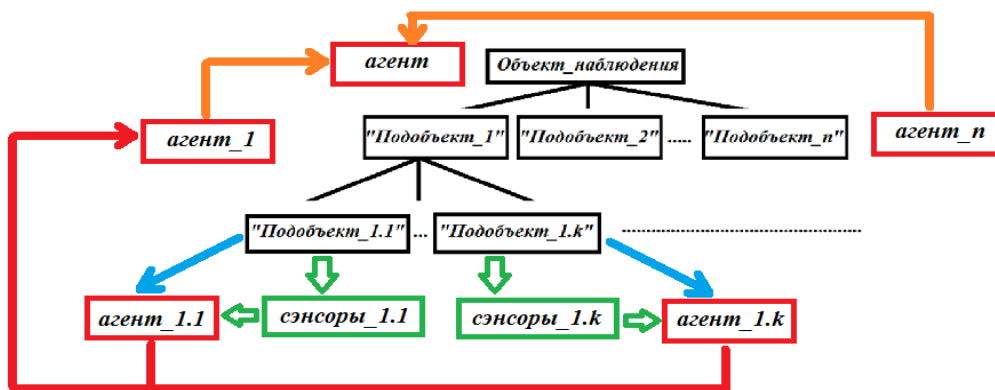 агент
Объект_наблюдения
агент_1
"Подобъект_1"
"Подобъект_2"
.....
"Подобъект_n"
агент_n
"Подобъект_1.1"
...
"Подобъект_1.k"
агент_1.1
сэнсоры_1.1
сэнсоры_1.k
агент_1.k